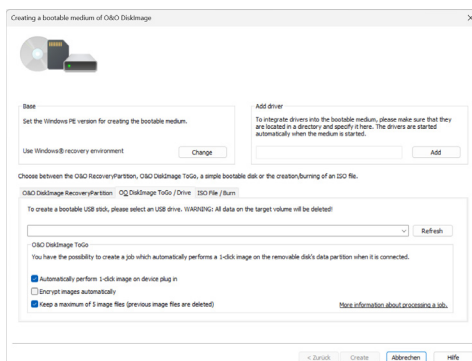 Creating a bootable medium of O&O DiskImage
Base
Set the Windows PE version for creating the bootable medium.
Use Windows® recovery environment
Change
Add driver
To integrate drivers into the bootable medium, please make sure that they
are located in a directory and specify it here. The drivers are started
automatically when the medium is started.
Add
Choose between the O&O RecoveryPartition, O&O DiskImage ToGo, a simple bootable disk or the creation/burning of an ISO file.
O&O DiskImage RecoveryPartition
OO DiskImage ToGo / Drive
ISO File / Burn
To create a bootable USB stick, please select an USB drive. WARNING: All data on the target volume will be deleted!
Refresh
O&O DiskImage ToGo
You have the possibility to create a job which automatically performs a 1-click image on the removable disk's data partition when it is connected.
Automatically perform 1-click image on device plug in
Encrypt images automatically
Keep a maximum of 5 image files (previous image files are deleted)
More information about processing a job.
< Zurück
Create
Abbrechen
Hilfe